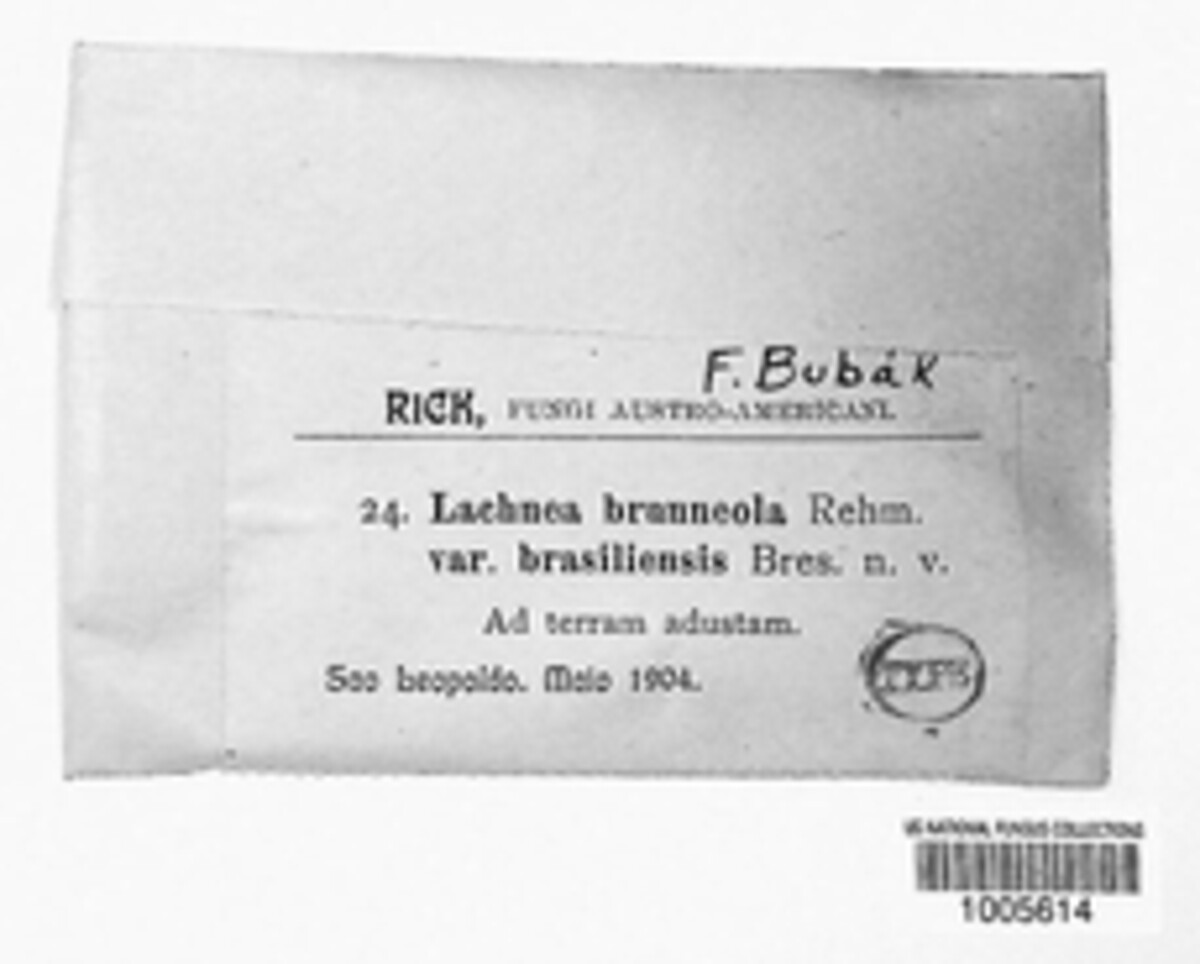 F. Bubák
RICK, FUNGI AUSTRO-AMERICANI.
24. Lachnea brunneola Rehm.
var. brasiliensis Bres. n. v.
Ad terram adustam.
Sao Leopoldo. Maio 1904.
US NATIONAL FUNGUS COLLECTIONS
1005614